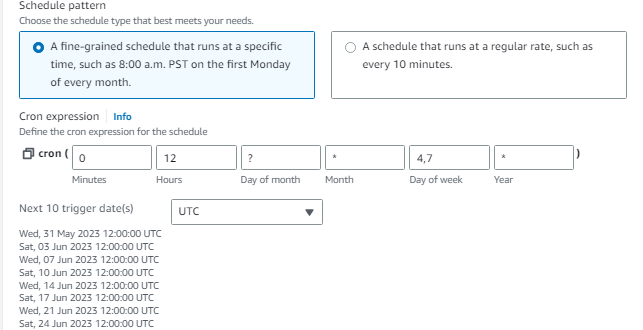 Schedule pattern
Choose the schedule type that best meets your needs.
A fine-grained schedule that runs at a specific
time, such as 8:00 a.m. PST on the first Monday
of every month.
A schedule that runs at a regular rate, such as
every 10 minutes.
Cron expression Info
Define the cron expression for the schedule
cron ( 0 12 ? * 4,7 * )
Minutes Hours Day of month Month Day of week Year
Next 10 trigger date(s) UTC
Wed, 31 May 2023 12:00:00 UTC
Sat, 03 Jun 2023 12:00:00 UTC
Wed, 07 Jun 2023 12:00:00 UTC
Sat, 10 Jun 2023 12:00:00 UTC
Wed, 14 Jun 2023 12:00:00 UTC
Sat, 17 Jun 2023 12:00:00 UTC
Wed, 21 Jun 2023 12:00:00 UTC
Sat, 24 Jun 2023 12:00:00 UTC